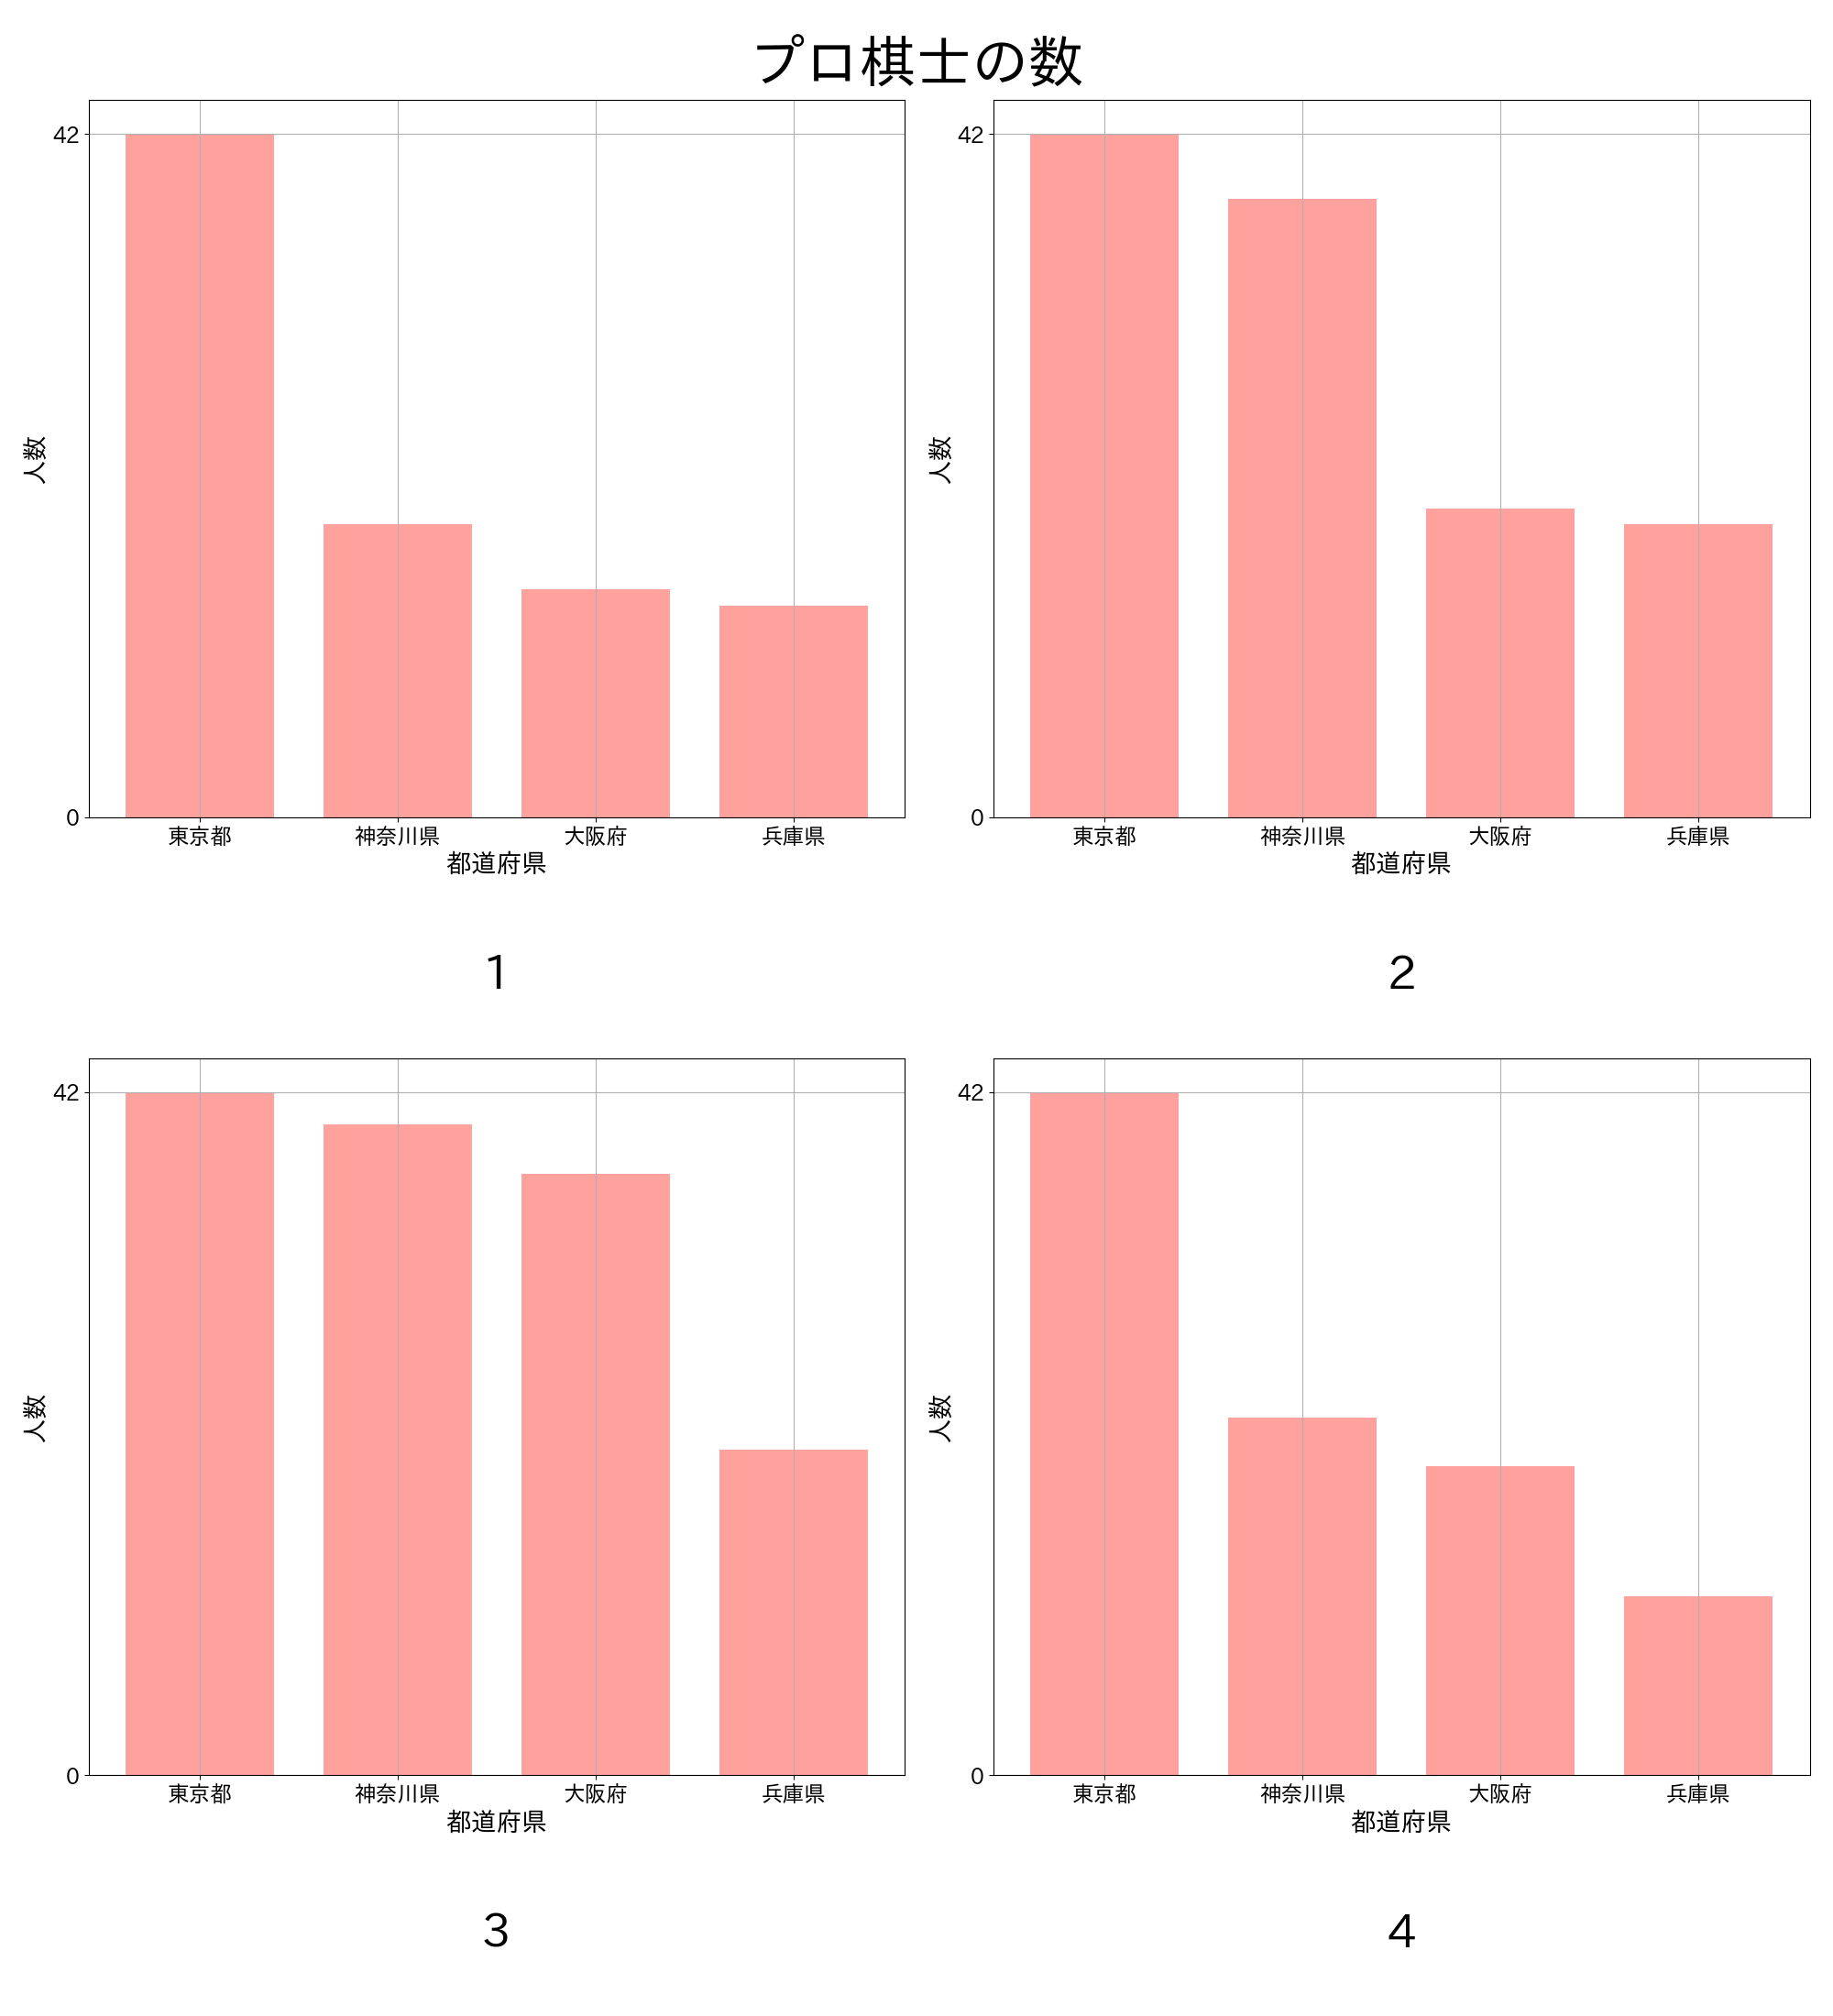 プロ棋士の数
42
0
人数
東京都 神奈川県 大阪府 兵庫県
都道府県
1
42
0
人数
東京都 神奈川県 大阪府 兵庫県
都道府県
2
42
0
人数
東京都 神奈川県 大阪府 兵庫県
都道府県
3
42
0
人数
東京都 神奈川県 大阪府 兵庫県
都道府県
4